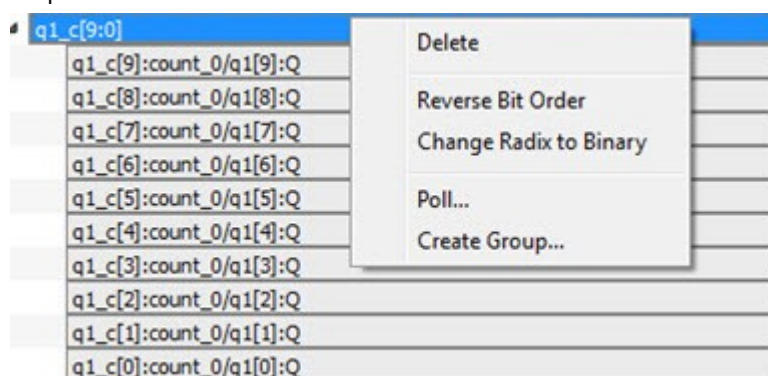 q1_c[9:0]
q1_c[9]:count_0/q1[9]:Q
q1_c[8]:count_0/q1[8]:Q
q1_c[7]:count_0/q1[7]:Q
q1_c[6]:count_0/q1[6]:Q
q1_c[5]:count_0/q1[5]:Q
q1_c[4]:count_0/q1[4]:Q
q1_c[3]:count_0/q1[3]:Q
q1_c[2]:count_0/q1[2]:Q
q1_c[1]:count_0/q1[1]:Q
q1_c[0]:count_0/q1[0]:Q
Delete
Reverse Bit Order
Change Radix to Binary
Poll...
Create Group...